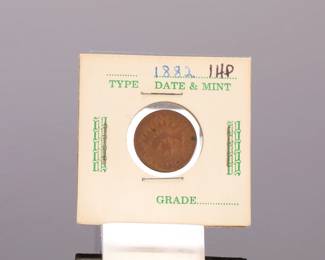 1882 1HP
TYPE DATE & MINT
GRADE